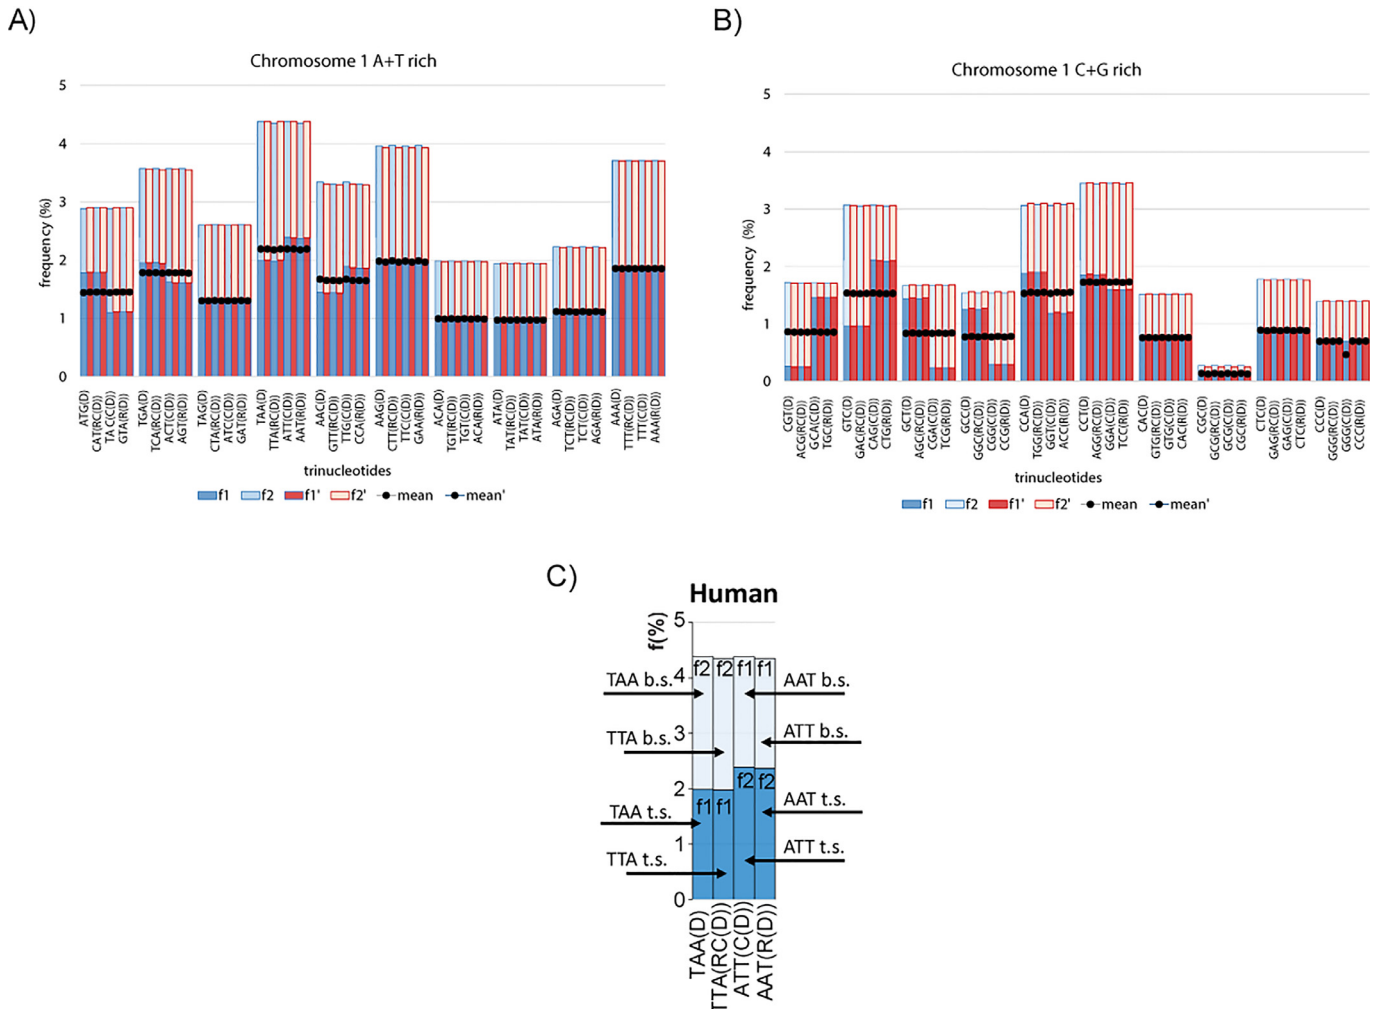 A)
Chromosome 1 A+T rich
frequency (%)
5
4
3
2
1
0
ATG(D)
CAT(RC(D))
TA C(C(D))
GTA(R(D))
TGA(D)
TCA(RC(D))
ACT(C(D))
AGT(R(D))
TAG(D)
CTA(RC(D))
ATC(C(D))
GAT(R(D))
TAA(D)
TTA(RC(D))
ATT(C(D))
AAT(R(D))
AAC(D)
GTT(RC(D))
TTG(C(D))
CCA(R(D))
AAG(D)
CTT(RC(D))
TTC(C(D))
GAA(R(D))
ACA(D)
TGT(RC(D))
TGT(C(D))
ACA(R(D))
ATA(D)
TAT(RC(D))
TAT(C(D))
ATA(R(D))
AGA(D)
TCT(RC(D))
TCT(C(D))
AGA(R(D))
AAA(D)
TTT(RC(D))
TTT(C(D))
AAA(R(D))
trinucleotides
f1 f2 f1' f2' mean mean'
B)
Chromosome 1 C+G rich
frequency (%)
5
4
3
2
1
0
CGT(D)
ACG(RC(D))
GCA(C(D))
TGC(R(D))
GTC(D)
GAC(RC(D))
CAG(C(D))
CTG(R(D))
GCT(D)
AGC(RC(D))
CGA(C(D))
TCG(R(D))
GCC(D)
GGC(RC(D))
CGG(C(D))
CCG(R(D))
CCA(D)
TGG(RC(D))
GGT(C(D))
ACC(R(D))
CCT(D)
AGG(RC(D))
GGA(C(D))
TCC(R(D))
CAC(D)
GTG(RC(D))
GTG(C(D))
CAC(R(D))
CGC(D)
GCG(RC(D))
GCG(C(D))
CGC(R(D))
CTC(D)
GAG(RC(D))
GAG(C(D))
CTC(R(D))
CCC(D)
GGG(RC(D))
GGG(C(D))
CCC(R(D))
trinucleotides
f1 f2 f1' f2' mean mean'
C)
Human
f(%)
5
4
3
2
1
0
f2 f2 f1 f1
TAA b.s.
AAT b.s.
TTA b.s.
ATT b.s.
f2 f2
f1 f1
TAA t.s.
AAT t.s.
TTA t.s.
ATT t.s.
TAA(D)
TTA(RC(D))
ATT(C(D))
AAT(R(D))